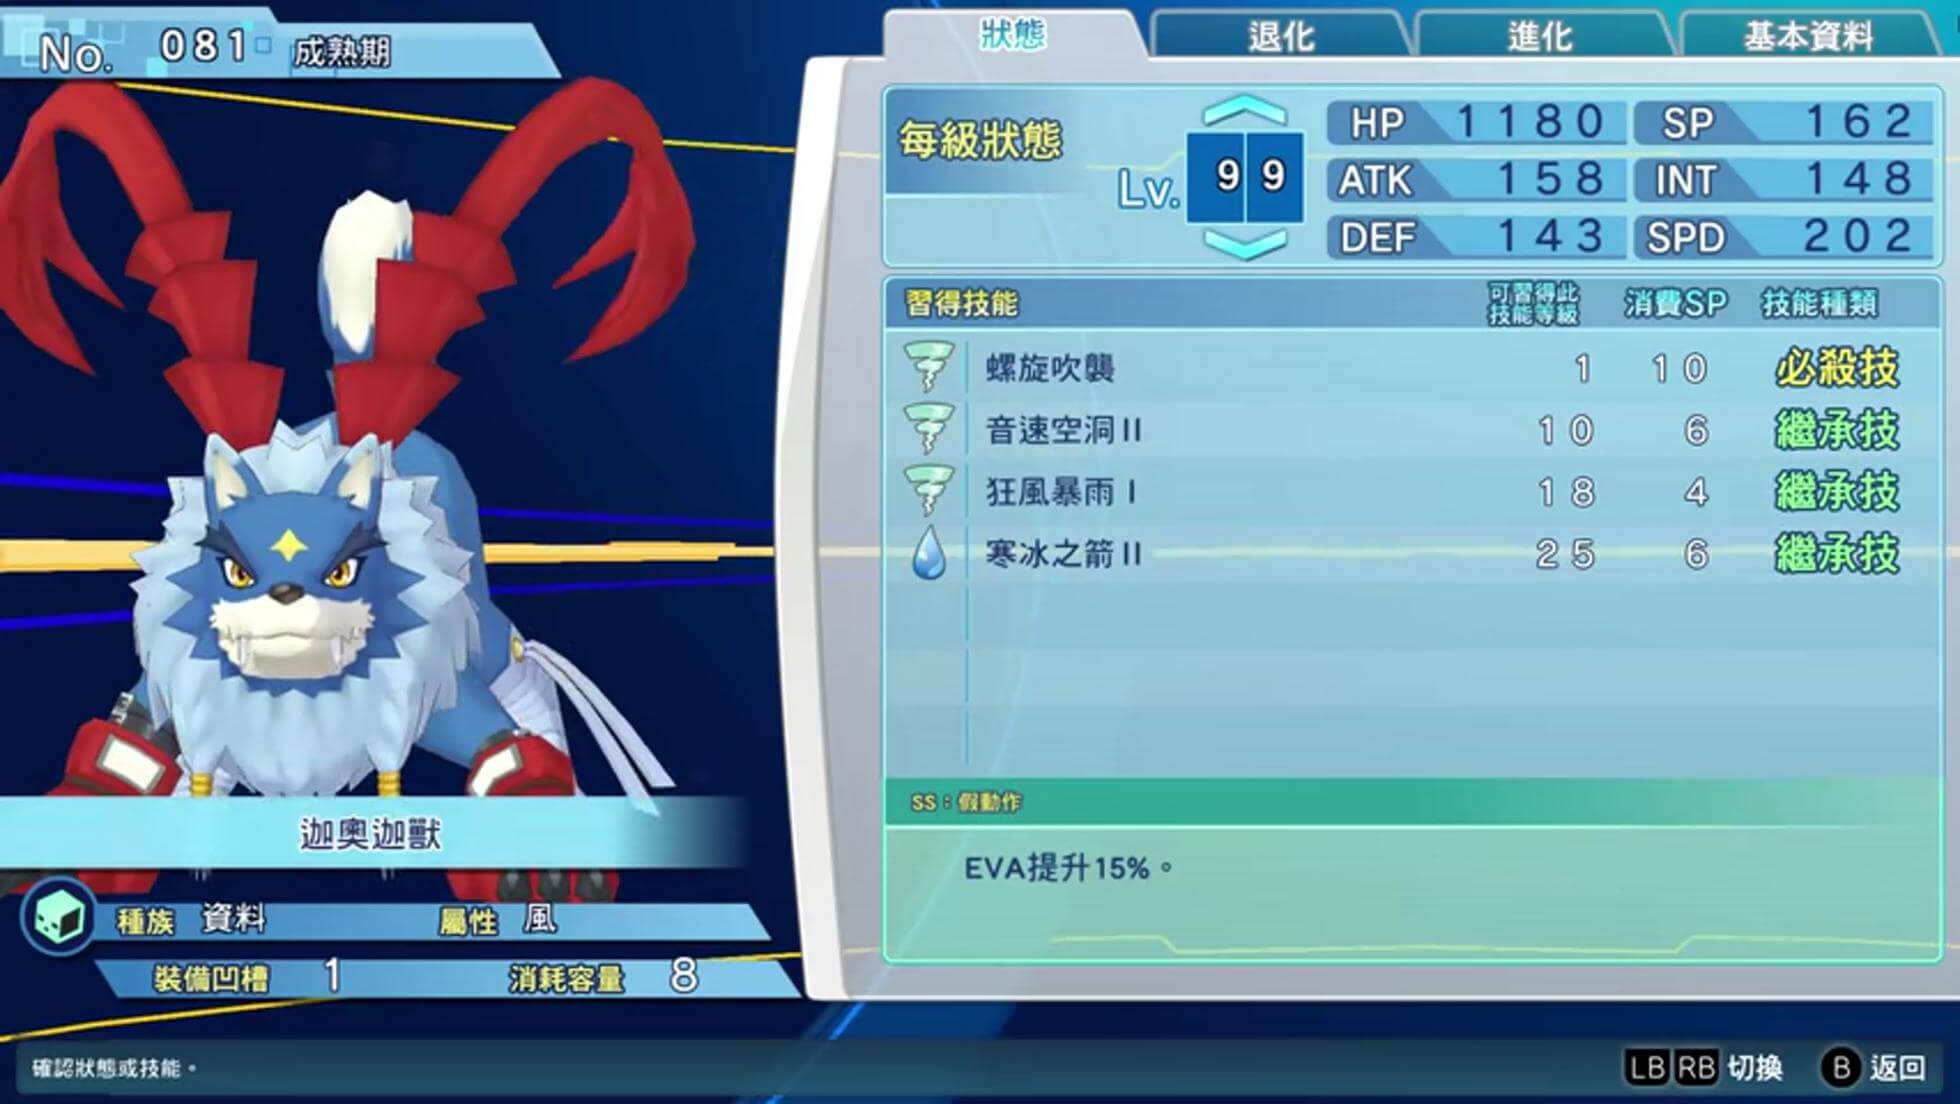 No. 081 成熟期
狀態
退化
進化
基本資料
每級狀態
Lv. 99
HP 1180
SP 162
ATK 158
INT 148
DEF 143
SPD 202
習得技能
可習得此
技能等級
消費SP
技能種類
螺旋吹襲 1 10 必殺技
音速空洞II 10 6 繼承技
狂風暴雨 I 18 4 繼承技
寒冰之箭II 25 6 繼承技
SS：假動作
EVA提升15%。
迦奧迦獸
種族 資料
屬性 風
裝備凹槽 1
消耗容量 8
確認狀態或技能。
LB RB 切換
B 返回